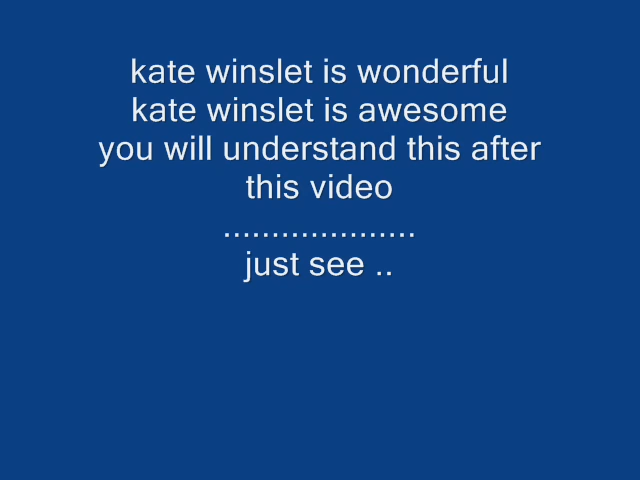 kate winslet is wonderful
kate winslet is awesome
you will understand this after
this video
....................
just see ..